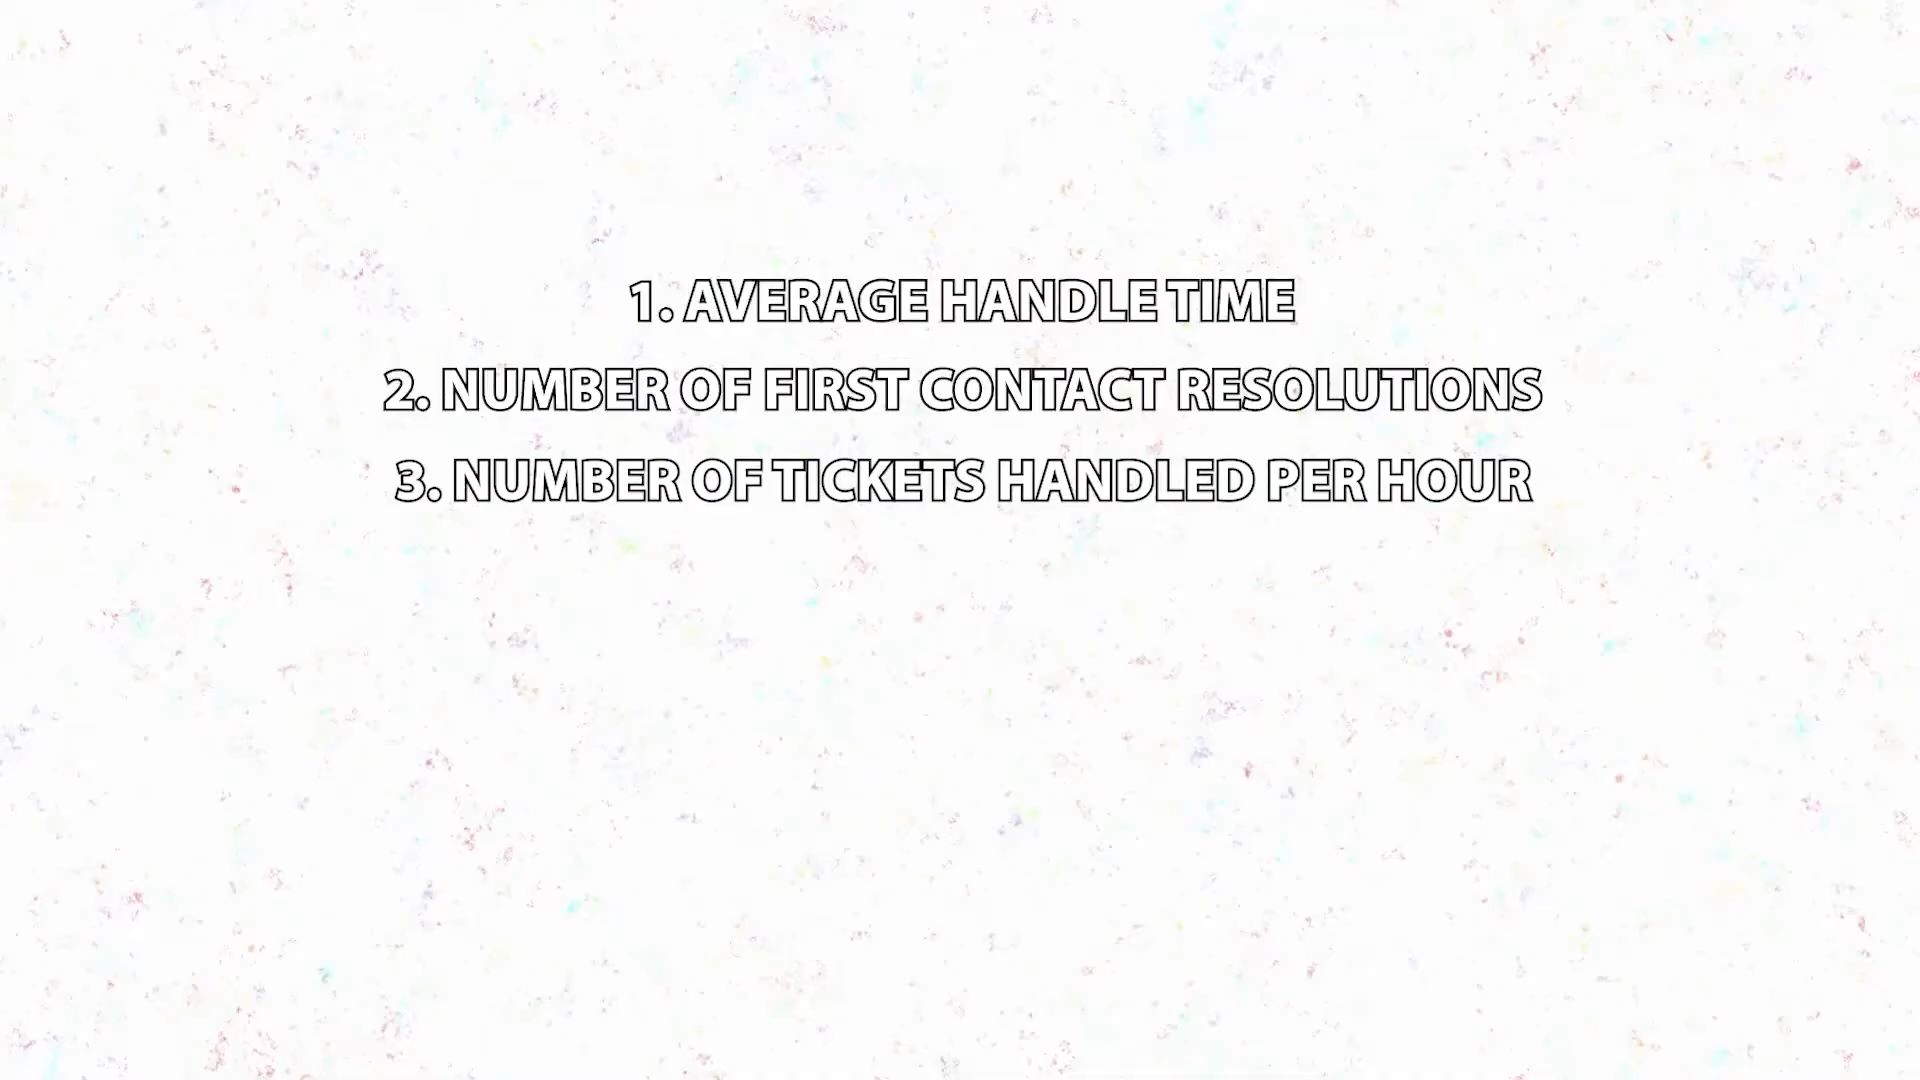 1. AVERAGE HANDLE TIME
2. NUMBER OF FIRST CONTACT RESOLUTIONS
3. NUMBER OF TICKETS HANDLED PER HOUR